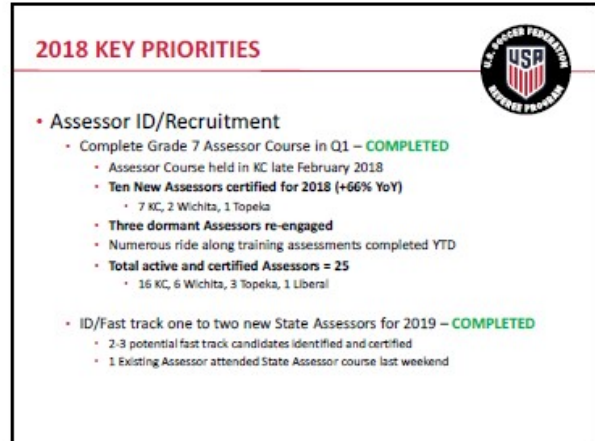 2018 KEY PRIORITIES
U.S. SOCCER FEDERATION
USA
REFEREE PROGRAM
• Assessor ID/Recruitment
• Complete Grade 7 Assessor Course in Q1 – COMPLETED
• Assessor Course held in KC late February 2018
• Ten New Assessors certified for 2018 (+66% YoY)
• 7 KC, 2 Wichita, 1 Topeka
• Three dormant Assessors re-engaged
• Numerous ride along training assessments completed YTD
• Total active and certified Assessors = 25
• 16 KC, 6 Wichita, 3 Topeka, 1 Liberal
• ID/Fast track one to two new State Assessors for 2019 – COMPLETED
• 2-3 potential fast track candidates identified and certified
• 1 Existing Assessor attended State Assessor course last weekend